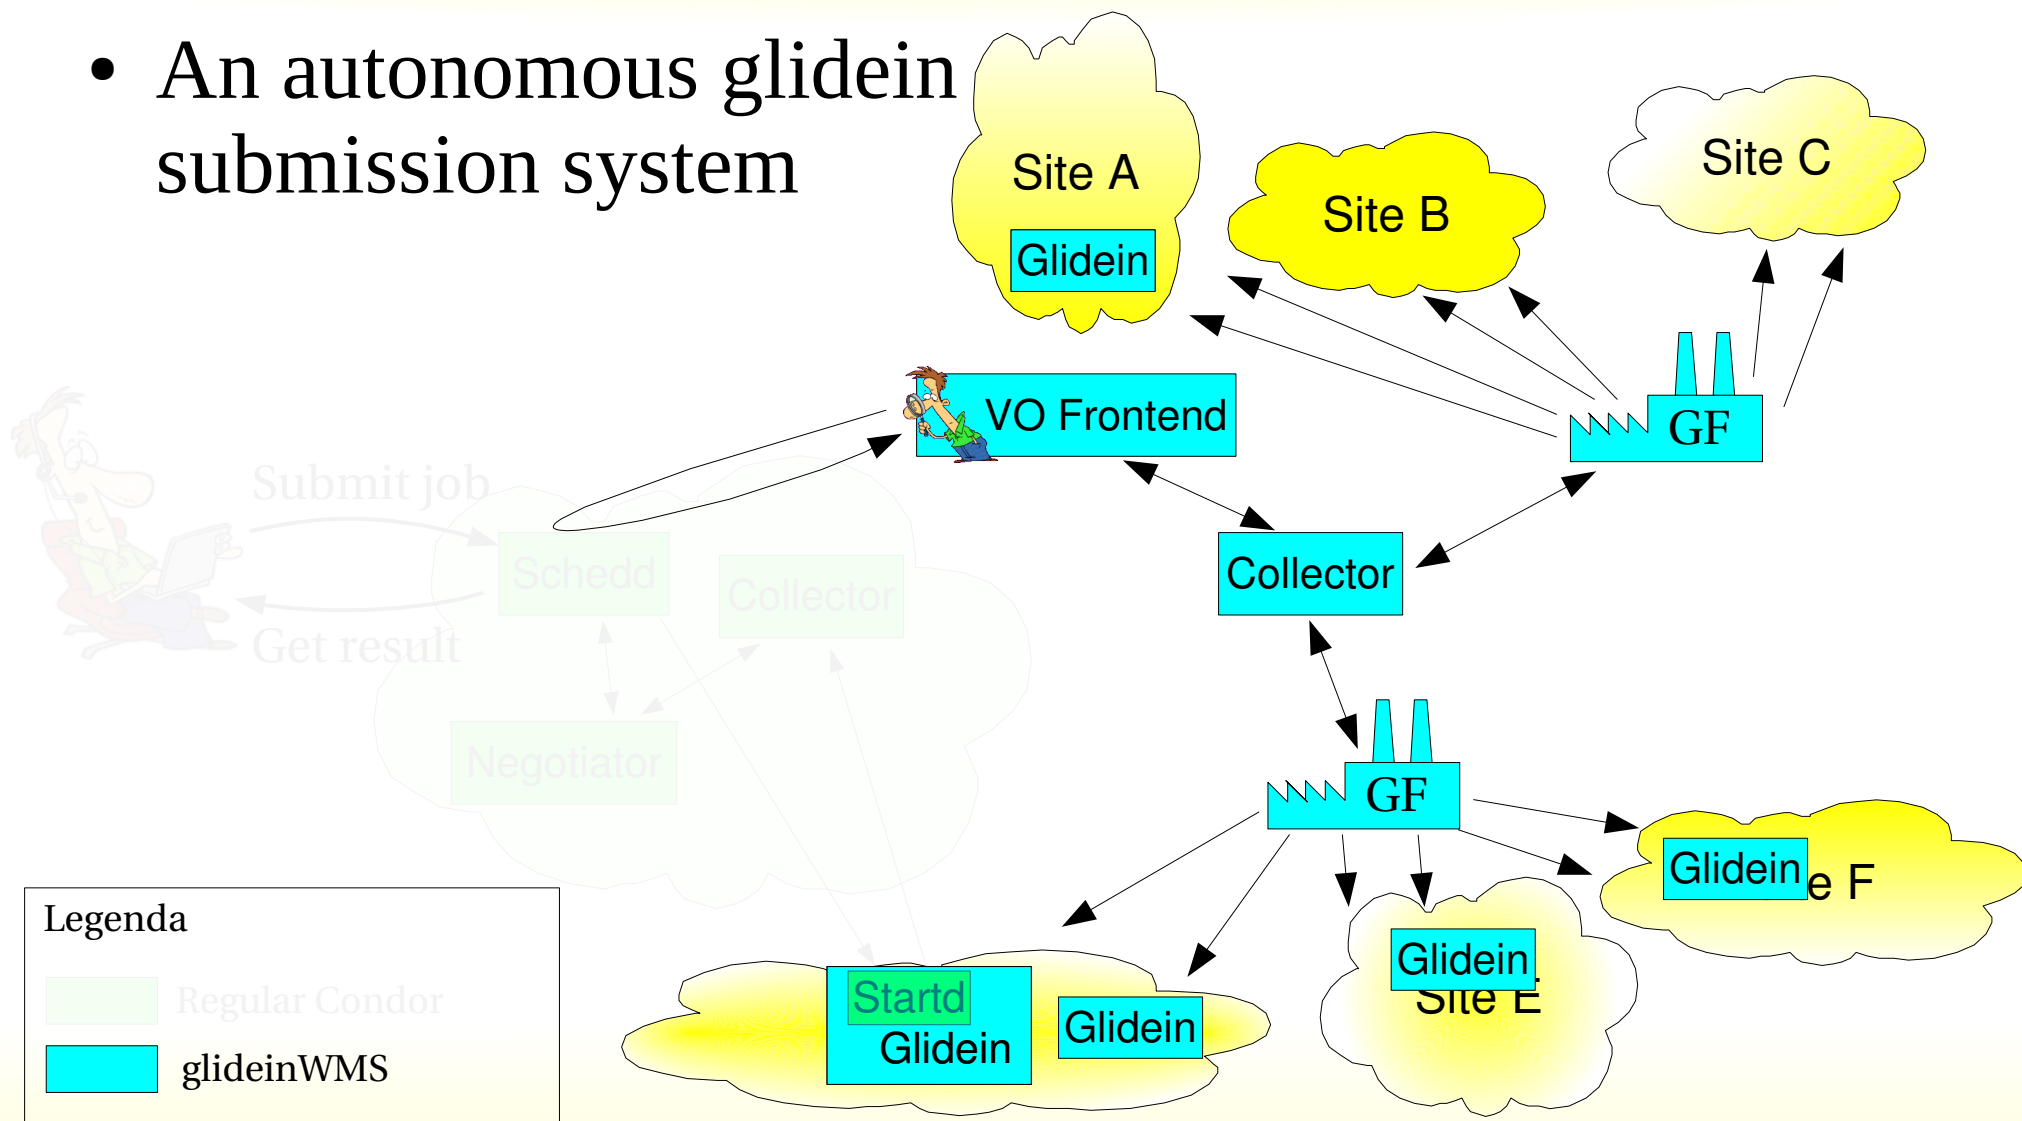 • An autonomous glidein
submission system
Site A
Glidein
Site B
Site C
VO Frontend
GF
Submit job
Schedd
Collector
Collector
Get result
Negotiator
GF
Glidein
e F
Legenda
Regular Condor
glideinWMS
Startd
Glidein
Glidein
Glidein
Site E